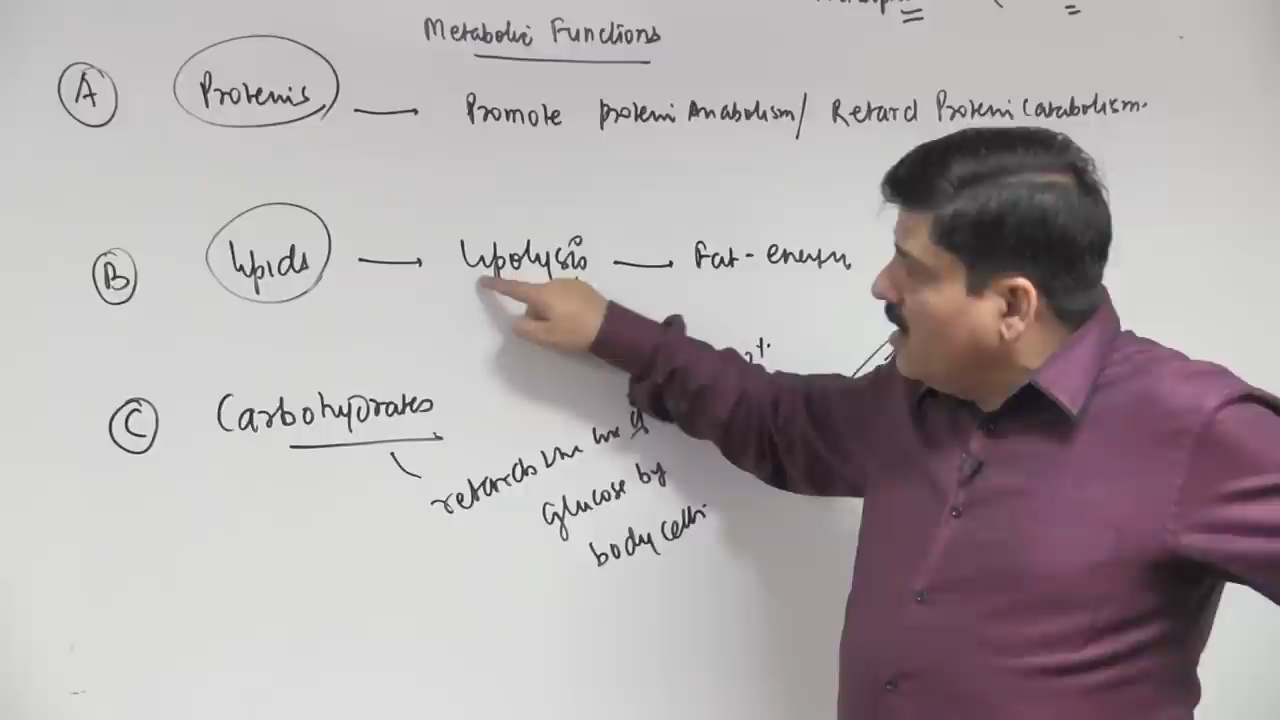 Metabolic Functions
A Proteins → Promote protein Anabolism/ Retard Protein Catabolism.
B lipids → lipolysis → Fat - energy
C Carbohydrates
retards the use of
glucose by
body cells